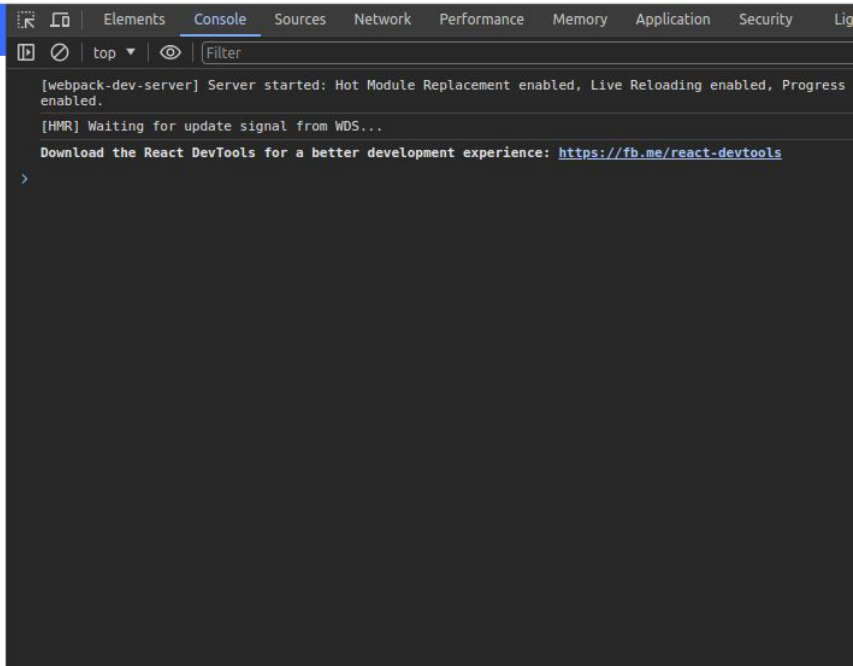 Elements Console Sources Network Performance Memory Application Security Lig
top Filter
[webpack-dev-server] Server started: Hot Module Replacement enabled, Live Reloading enabled, Progress
enabled.
[HMR] Waiting for update signal from WDS...
Download the React DevTools for a better development experience: https://fb.me/react-devtools